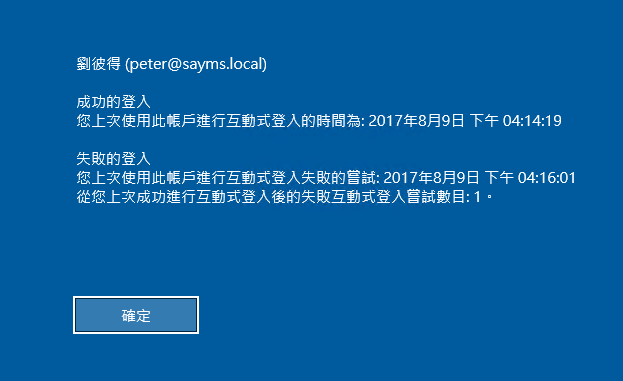 劉彼得 (peter@sayms.local)
成功的登入
您上次使用此帳戶進行互動式登入的時間為: 2017年8月9日 下午 04:14:19
失敗的登入
您上次使用此帳戶進行互動式登入失敗的嘗試: 2017年8月9日 下午 04:16:01
從您上次成功進行互動式登入後的失敗互動式登入嘗試數目: 1。
確定